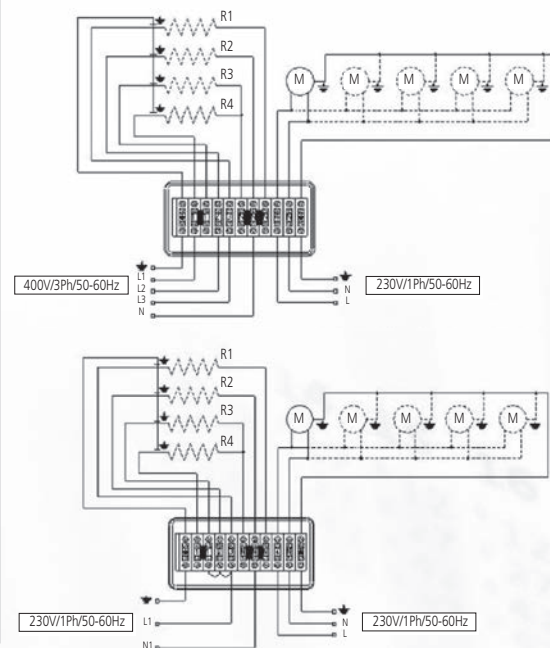 R1
R2
R3
R4
M M M M M
400V/3Ph/50-60Hz
L1
L2
L3
N
230V/1Ph/50-60Hz
N
L
R1
R2
R3
R4
M M M M M
230V/1Ph/50-60Hz
L1
N1
230V/1Ph/50-60Hz
N
L